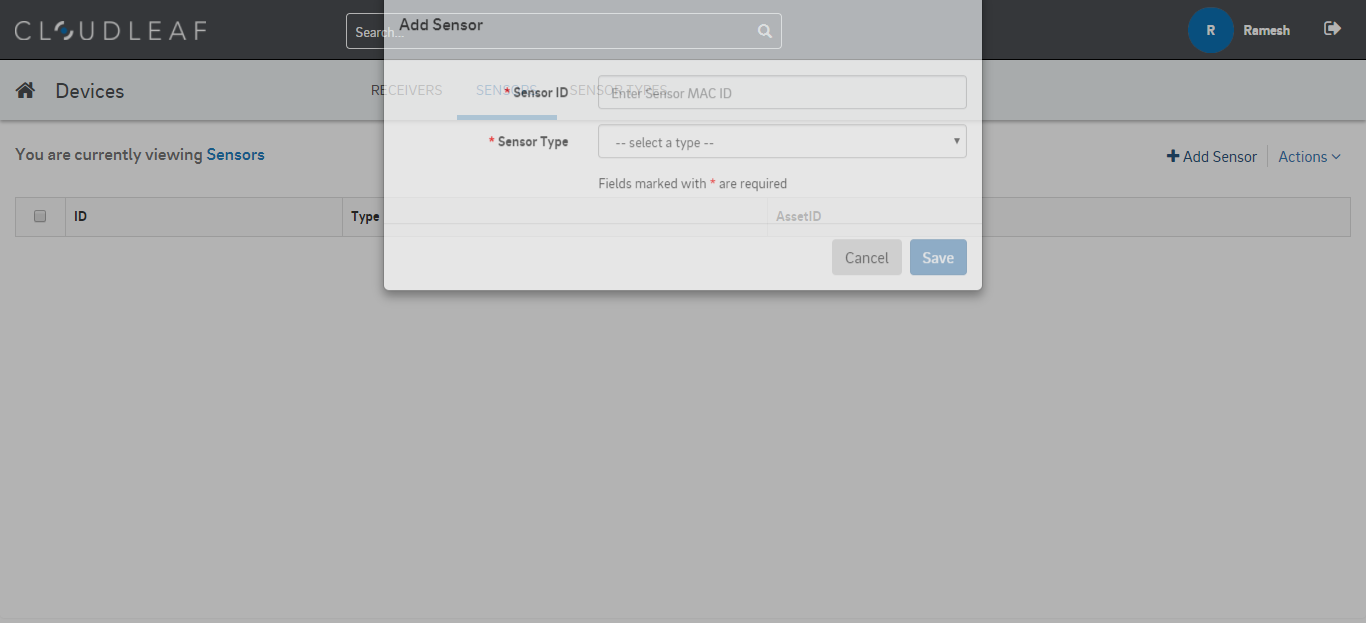 CLOUDLEAF
Search...
Add Sensor
R
Ramesh
Devices
RECEIVERS
SENSORS
SENSOR TYPES
* Sensor ID
Enter Sensor MAC ID
* Sensor Type
-- select a type --
You are currently viewing Sensors
Add Sensor
Actions
Fields marked with * are required
ID
Type
AssetID
Cancel
Save